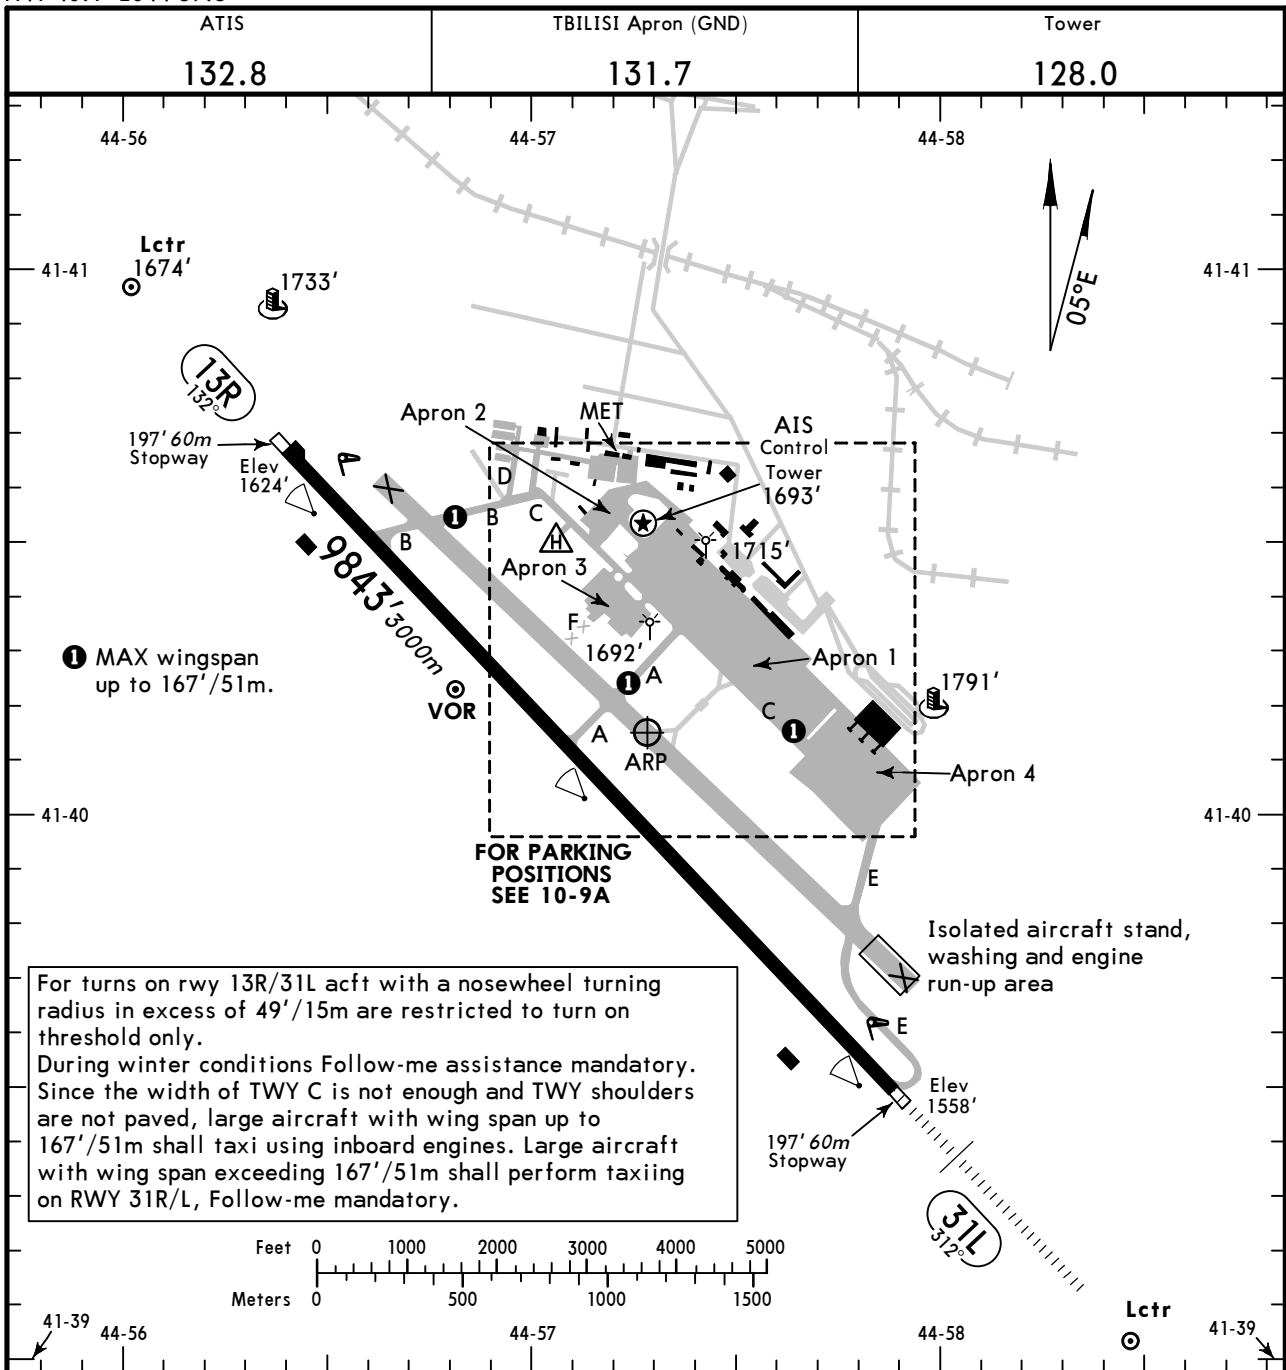 ATIS
TBILISI Apron (GND)
Tower
132.8
131.7
128.0
44-56
44-57
44-58
41-41
41-41
05°E
Lctr
1674'
1733'
13R
132°
197' 60m
Stopway
Elev
1624'
Apron 2
MET
AIS
Control
Tower
1693'
D
B
C
1
B
H
1715'
Apron 3
F
1692'
9843' 3000m
1 MAX wingspan
up to 167'/51m.
VOR
1
A
A
ARP
Apron 1
C
1
1791'
Apron 4
41-40
41-40
FOR PARKING
POSITIONS
SEE 10-9A
E
Isolated aircraft stand,
washing and engine
run-up area
E
For turns on rwy 13R/31L acft with a nosewheel turning
radius in excess of 49'/15m are restricted to turn on
threshold only.
During winter conditions Follow-me assistance mandatory.
Since the width of TWY C is not enough and TWY shoulders
are not paved, large aircraft with wing span up to
167'/51m shall taxi using inboard engines. Large aircraft
with wing span exceeding 167'/51m shall perform taxiing
on RWY 31R/L, Follow-me mandatory.
Elev
1558'
197' 60m
Stopway
31L
312°
Feet 0 1000 2000 3000 4000 5000
Meters 0 500 1000 1500
Lctr
41-39
44-56
44-57
44-58
41-39